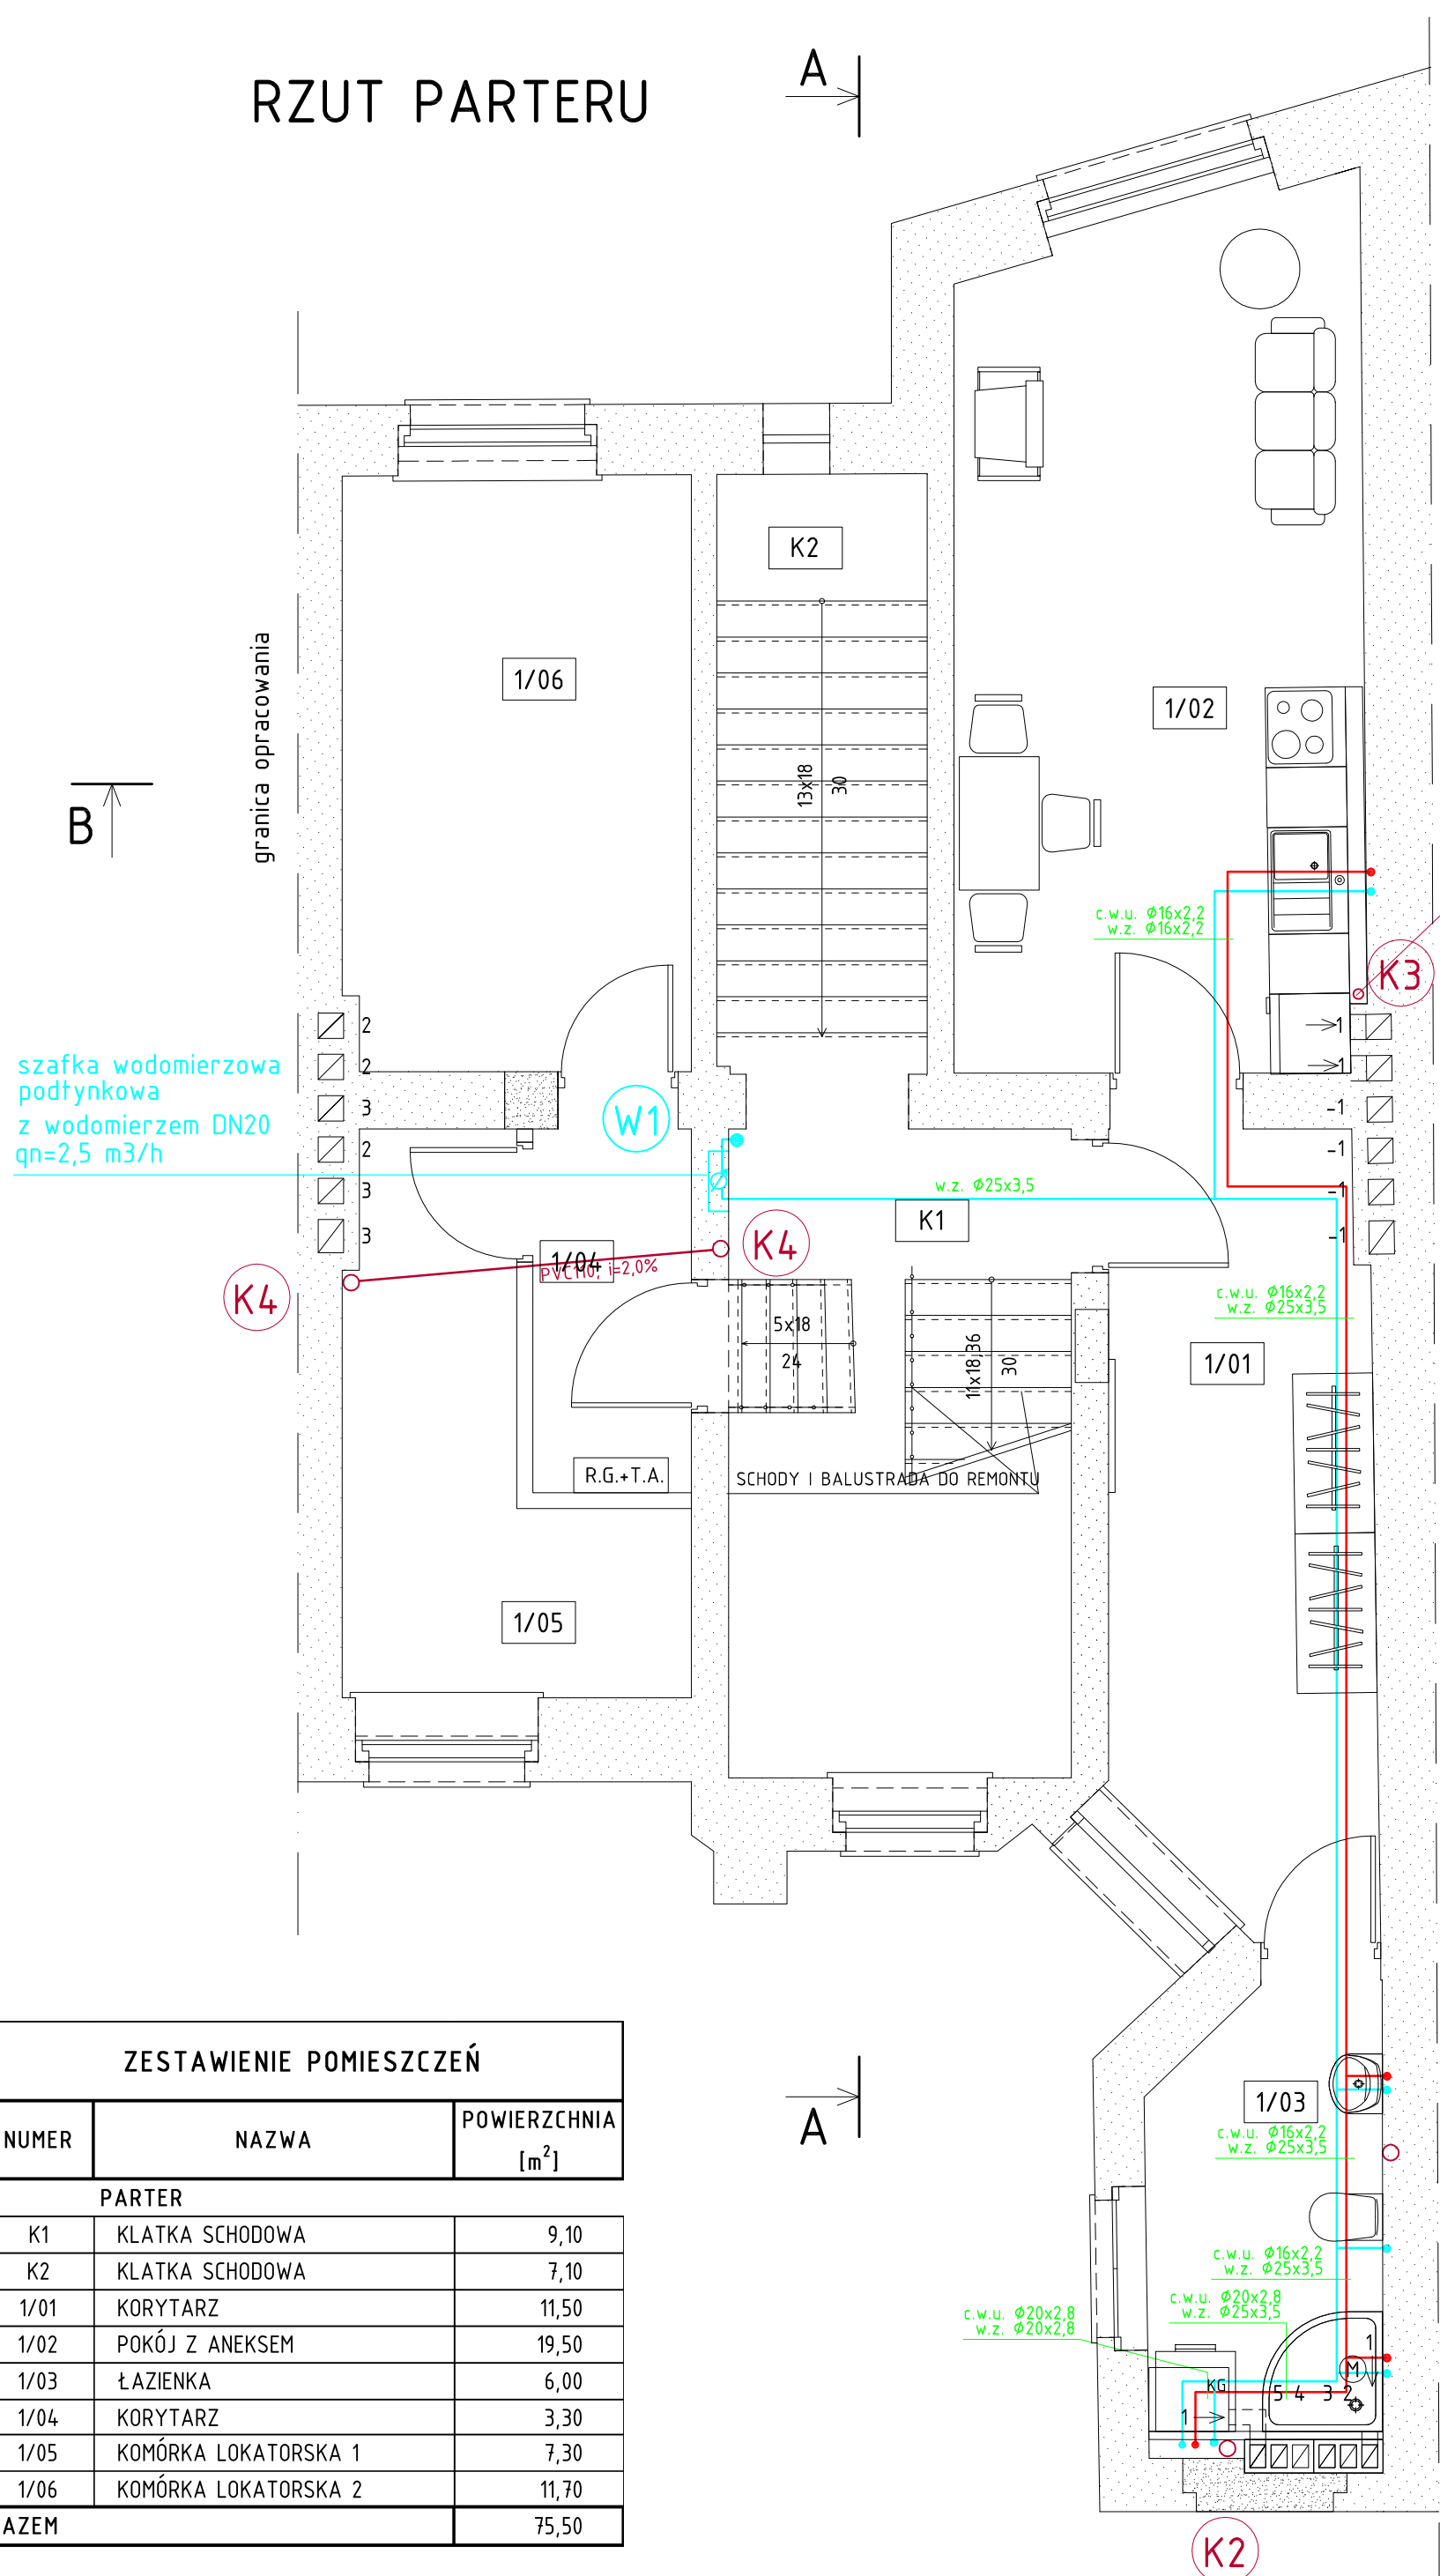 RZUT PARTERU
A
K2
1/06
1/02
granica opracowania
13x18
30
B
c.w.u. Ø16x2,2
w.z. Ø16x2,2
K3
2
1
szafka wodomierzowa
2
1
podtynkowa
W1
3
-1
z wodomierzem DN20
2
-1
qn=2,5 m3/h
w.z. Ø25x3,5
3
-1
K1
3
-1
K4
1/04
PVC110, i=2,0%
K4
c.w.u. Ø16x2,2
w.z. Ø25x3,5
5x18
24
11x18,36
30
1/01
R.G.+T.A.
SCHODY I BALUSTRADA DO REMONTU
1/05
A
1/03
c.w.u. Ø16x2,2
w.z. Ø25x3,5
c.w.u. Ø16x2,2
w.z. Ø25x3,5
c.w.u. Ø20x2,8
w.z. Ø25x3,5
c.w.u. Ø20x2,8
w.z. Ø20x2,8
1
M
KG
5 4 3 2
1
K2
ZESTAWIENIE POMIESZCZEŃ
NUMER NAZWA POWIERZCHNIA
[m²]
PARTER
K1 KLATKA SCHODOWA 9,10
K2 KLATKA SCHODOWA 7,10
1/01 KORYTARZ 11,50
1/02 POKÓJ Z ANEKSEM 19,50
1/03 ŁAZIENKA 6,00
1/04 KORYTARZ 3,30
1/05 KOMÓRKA LOKATORSKA 1 7,30
1/06 KOMÓRKA LOKATORSKA 2 11,70
AZEM 75,50